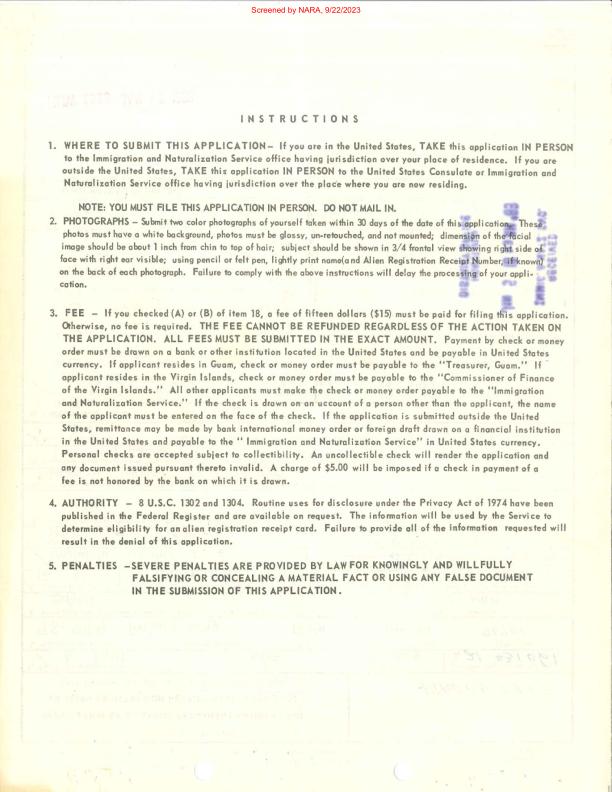 Screened by NARA, 9/22/2023
INSTRUCTIONS
1. WHERE TO SUBMIT THIS APPLICATION— If you are in the United States, TAKE this application IN PERSON
to the Immigration and Naturalization Service office having jurisdiction over your place of residence. If you are
outside the United States, TAKE this application IN PERSON to the United States Consulate or Immigration and
Naturalization Service office having jurisdiction over the place where you are now residing.
NOTE: YOU MUST FILE THIS APPLICATION IN PERSON. DO NOT MAIL IN.
2. PHOTOGRAPHS – Submit two color photographs of yourself taken within 30 days of the date of this application. These
photos must have a white background, photos must be glossy, un-retouched, and not mounted; dimension of the facial
image should be about 1 inch from chin to top of hair; subject should be shown in 3/4 frontal view showing right side of
face with right ear visible; using pencil or felt pen, lightly print name(and Alien Registration Receipt Number, if known)
on the back of each photograph. Failure to comply with the above instructions will delay the processing of your appli-
cation.
3. FEE – If you checked (A) or (B) of item 18, a fee of fifteen dollars ($15) must be paid for filing this application.
Otherwise, no fee is required. THE FEE CANNOT BE REFUNDED REGARDLESS OF THE ACTION TAKEN ON
THE APPLICATION. ALL FEES MUST BE SUBMITTED IN THE EXACT AMOUNT. Payment by check or money
order must be drawn on a bank or other institution located in the United States and be payable in United States
currency. If applicant resides in Guam, check or money order must be payable to the "Treasurer, Guam." If
applicant resides in the Virgin Islands, check or money order must be payable to the "Commissioner of Finance
of the Virgin Islands." All other applicants must make the check or money order payable to the "Immigration
and Naturalization Service." If the check is drawn on an account of a person other than the applicant, the name
of the applicant must be entered on the face of the check. If the application is submitted outside the United
States, remittance may be made by bank international money order or foreign draft drawn on a financial institution
in the United States and payable to the " Immigration and Naturalization Service" in United States currency.
Personal checks are accepted subject to collectibility. An uncollectible check will render the application and
any document issued pursuant thereto invalid. A charge of $5.00 will be imposed if a check in payment of a
fee is not honored by the bank on which it is drawn.
4. AUTHORITY – 8 U.S.C. 1302 and 1304. Routine uses for disclosure under the Privacy Act of 1974 have been
published in the Federal Register and are available on request. The information will be used by the Service to
determine eligibility for an alien registration receipt card. Failure to provide all of the information requested will
result in the denial of this application.
5. PENALTIES –SEVERE PENALTIES ARE PROVIDED BY LAW FOR KNOWINGLY AND WILLFULLY
FALSIFYING OR CONCEALING A MATERIAL FACT OR USING ANY FALSE DOCUMENT
IN THE SUBMISSION OF THIS APPLICATION.